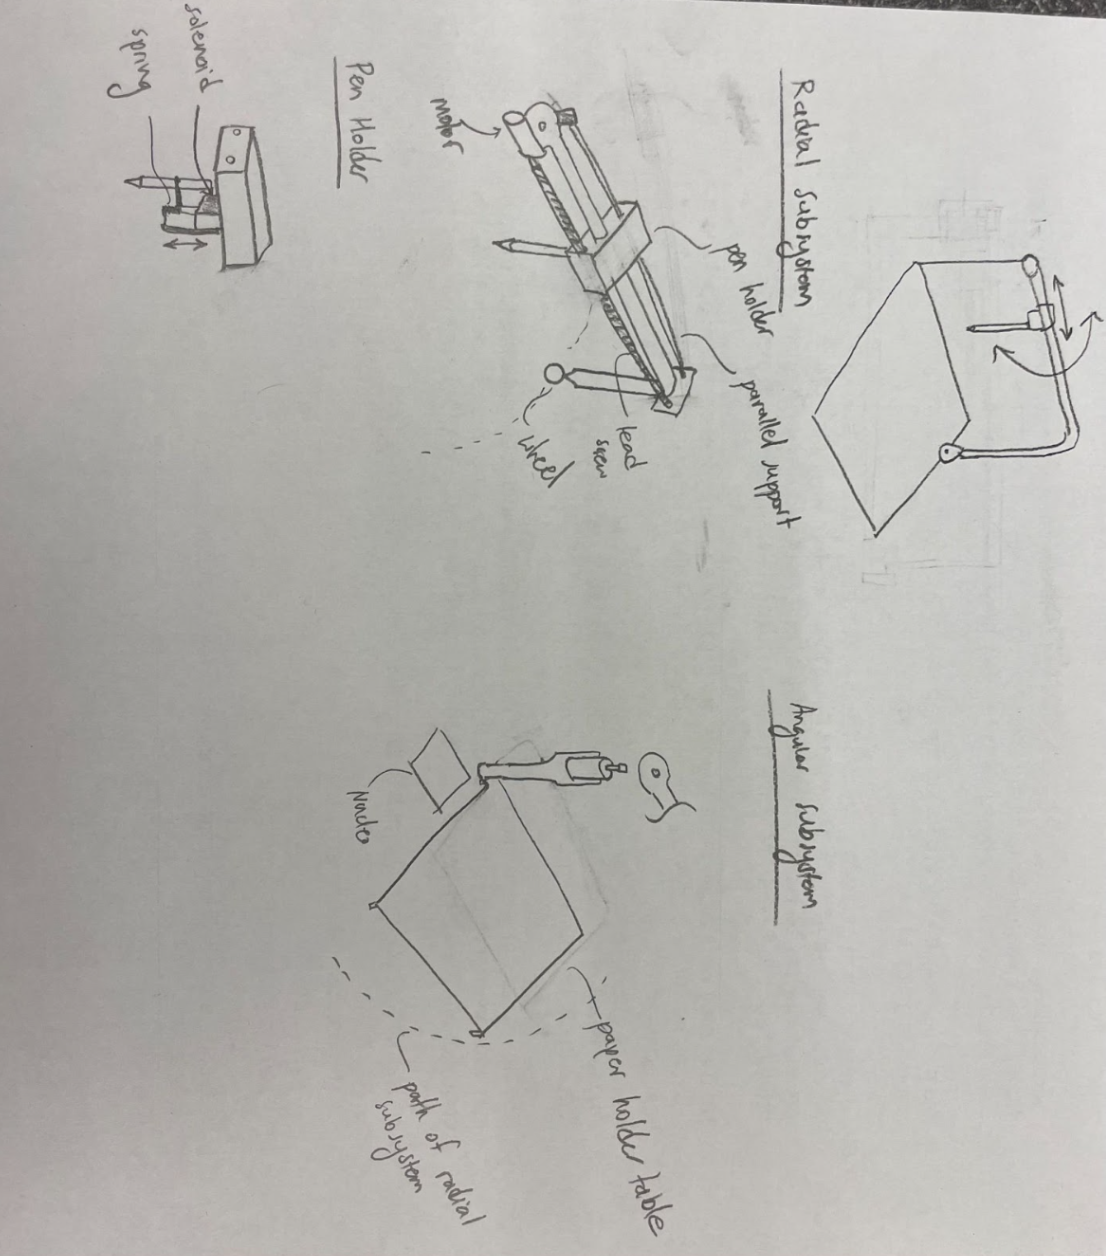 Radial subsystem
pen holder
parallel support
motor
lead
screw
wheel
Pen Holder
solenoid
spring
Angular subsystem
paper holder table
path of radial
subsystem